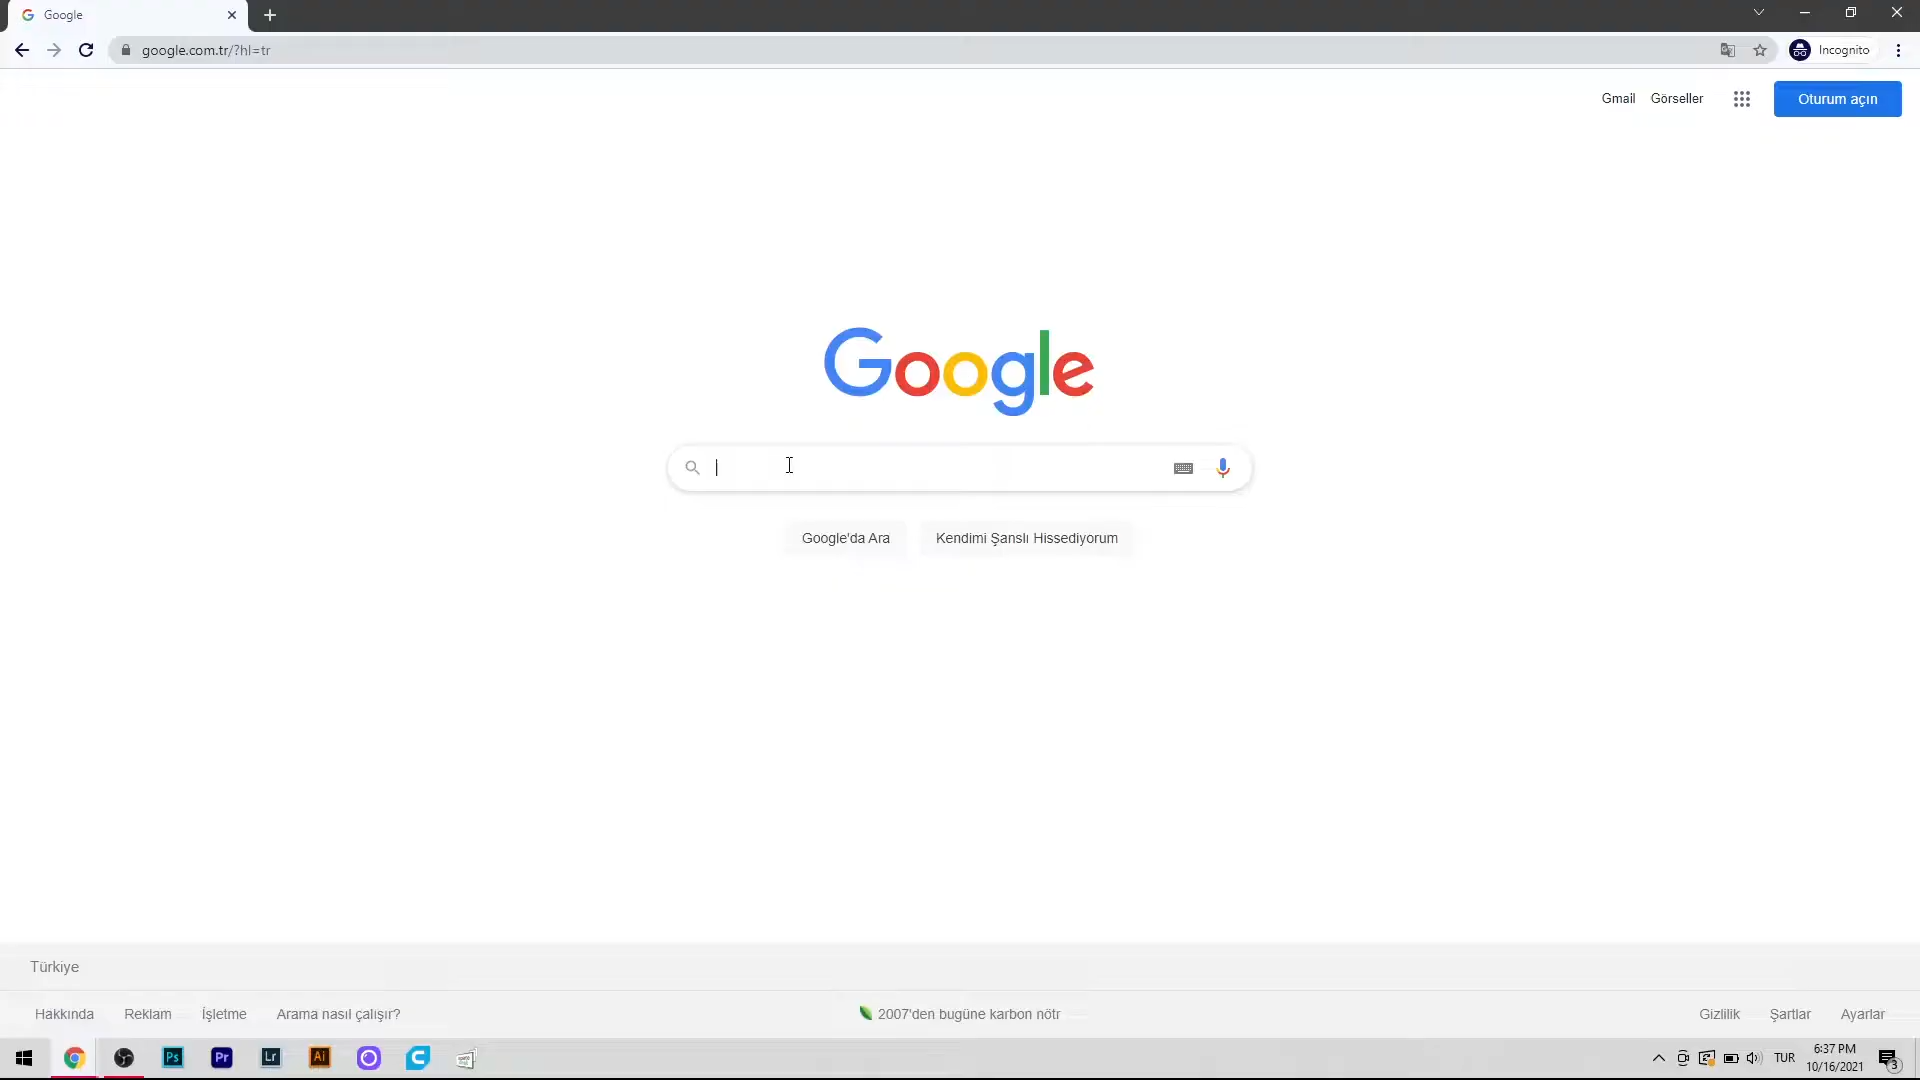 Google
google.com.tr/?hl=tr
Incognito
Gmail Görseller Oturum açın
Google
Google'da Ara Kendimi Şanslı Hissediyorum
Türkiye
Hakkında Reklam İşletme Arama nasıl çalışır? 2007'den bugüne karbon nötr Gizlilik Şartlar Ayarlar
Ps Pr Lr Ai TUR 6:37 PM
10/16/2021 3